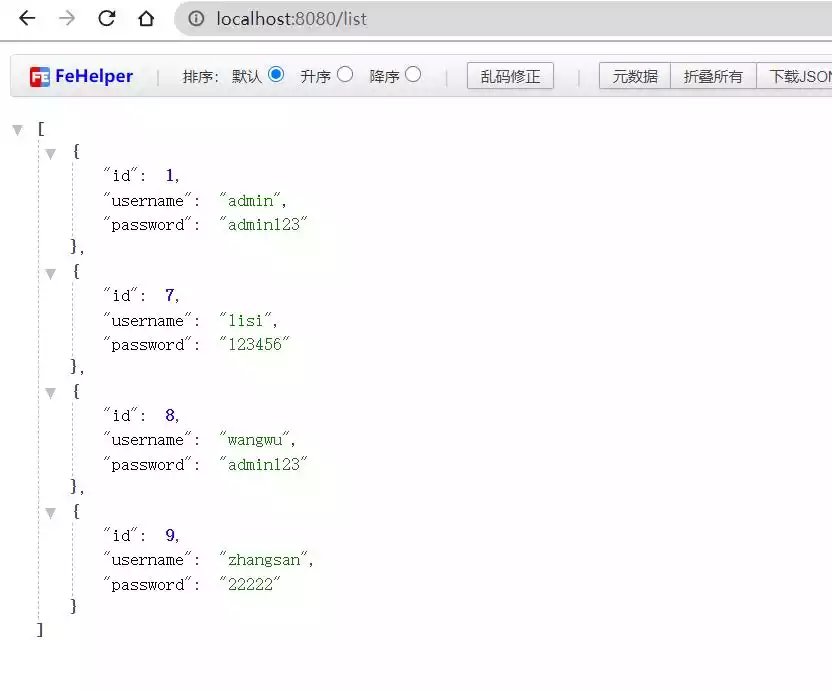 localhost:8080/list
FE FeHelper | 排序: 默认 升序 降序 | 乱码修正 | 元数据 折叠所有 下载JSON
[
{
"id": 1,
"username": "admin",
"password": "admin123"
},
{
"id": 7,
"username": "lisi",
"password": "123456"
},
{
"id": 8,
"username": "wangwu",
"password": "admin123"
},
{
"id": 9,
"username": "zhangsan",
"password": "22222"
}
]